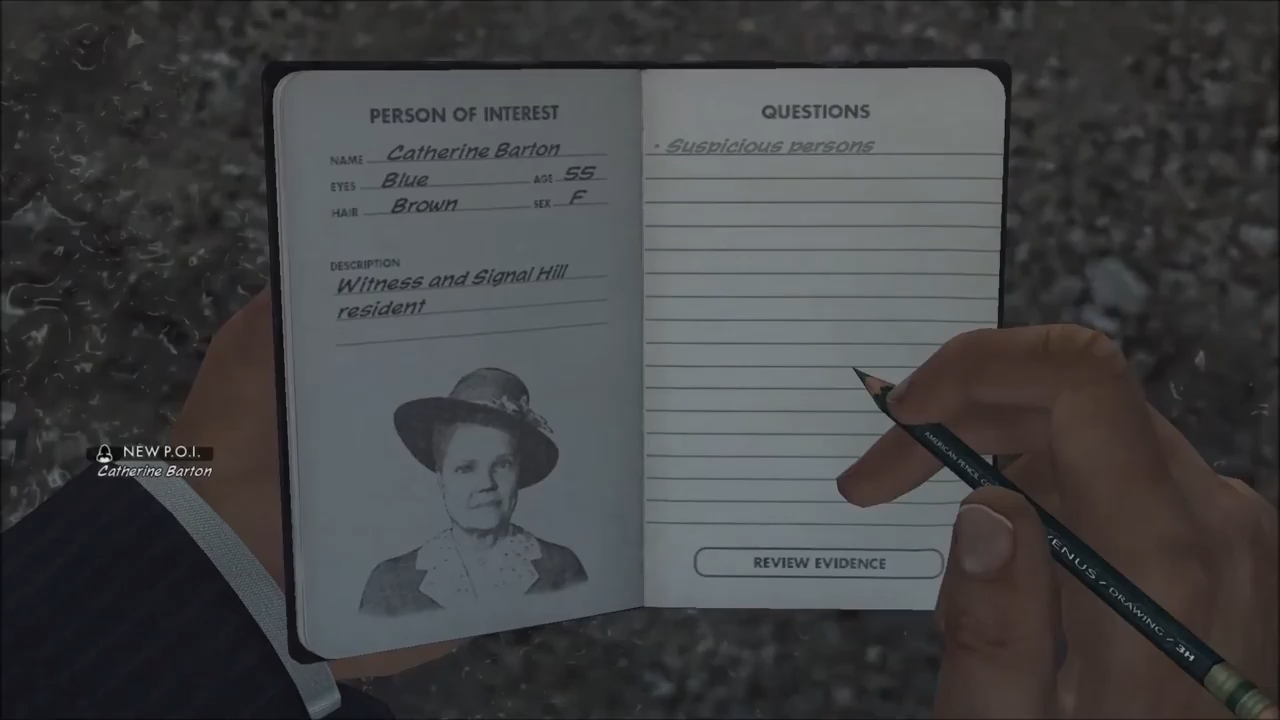 PERSON OF INTEREST
NAME Catherine Barton
EYES Blue AGE 55
HAIR Brown SEX F
DESCRIPTION
Witness and Signal Hill
resident
QUESTIONS
· Suspicious persons
REVIEW EVIDENCE
NEW P.O.I.
Catherine Barton
AMERICAN PENCIL CO
VENUS / DRAWING / 3H